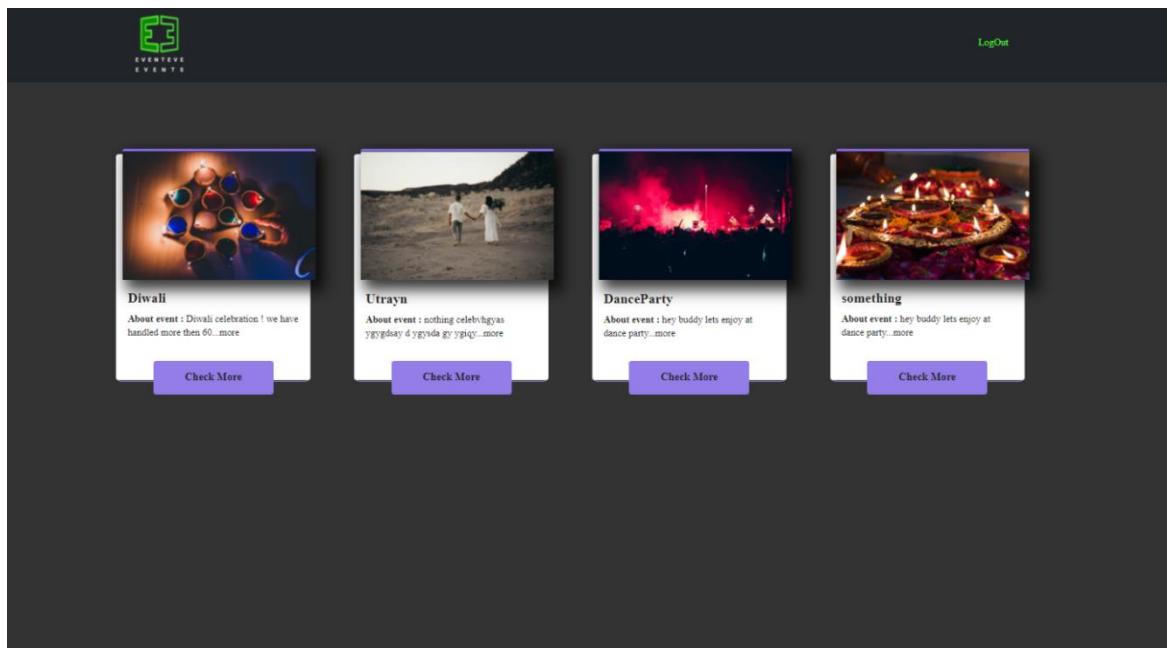 EVENTEVE
EVENTS
LogOut
Diwali
About event : Diwali celebration ! we have
handled more then 60...more
Check More
Utrayn
About event : nothing celebvhgyas
ygygdsay d ygysda gy ygiqy...more
Check More
DanceParty
About event : hey buddy lets enjoy at
dance party...more
Check More
something
About event : hey buddy lets enjoy at
dance party...more
Check More